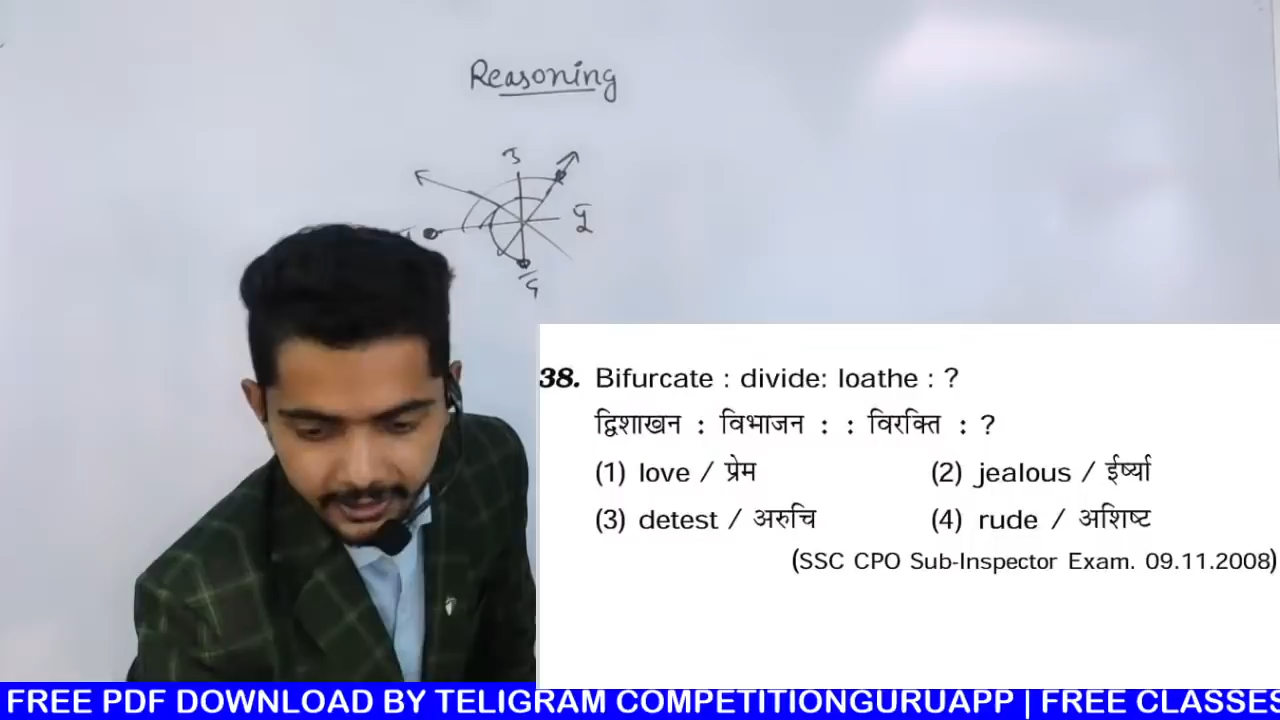 Reasoning
38. Bifurcate : divide: loathe : ?
द्विशाखन : विभाजन : : विरक्ति : ?
(1) love / प्रेम (2) jealous / ईर्ष्या
(3) detest / अरुचि (4) rude / अशिष्ट
(SSC CPO Sub-Inspector Exam. 09.11.2008)
FREE PDF DOWNLOAD BY TELIGRAM COMPETITIONGURUAPP | FREE CLASSES